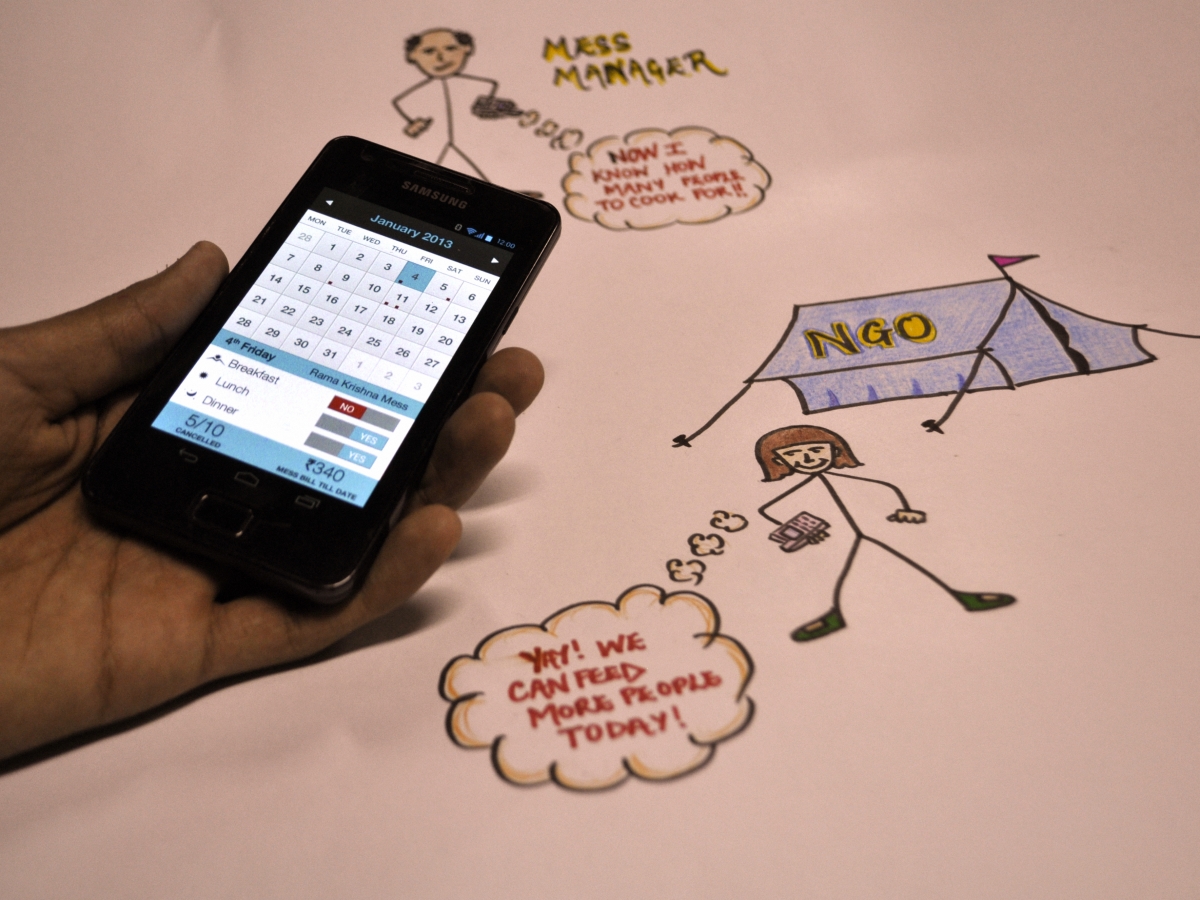 MESS
MANAGER
NOW I
KNOW HOW
MANY PEOPLE
TO COOK FOR!!
SAMSUNG
12:00
January 2013
MON TUE WED THU FRI SAT SUN
28 1 2 3 4 5 6
7 8 9 10 11 12 13
14 15 16 17 18 19 20
21 22 23 24 25 26 27
28 29 30 31 1 2 3
4th Friday Rama Krishna Mess
Breakfast NO
Lunch YES
Dinner YES
5/10 ₹340
CANCELLED MESS BILL TILL DATE
NGO
YAY! WE
CAN FEED
MORE PEOPLE
TODAY!